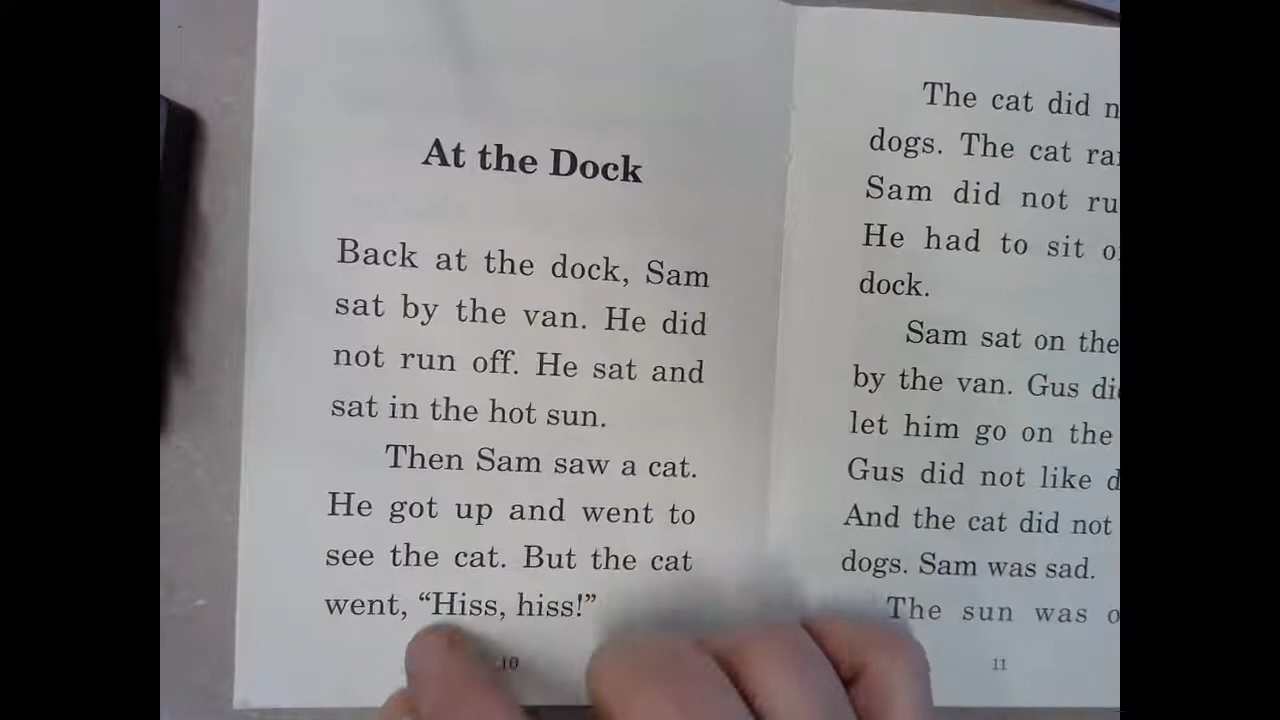 At the Dock
Back at the dock, Sam
sat by the van. He did
not run off. He sat and
sat in the hot sun.
Then Sam saw a cat.
He got up and went to
see the cat. But the cat
went, “Hiss, hiss!”
10
The cat did
dogs. The cat
Sam did not
He had to sit
dock.
Sam sat on the
by the van. Gus
let him go on the
Gus did not like
And the cat did not
dogs. Sam was sad.
The sun was
11